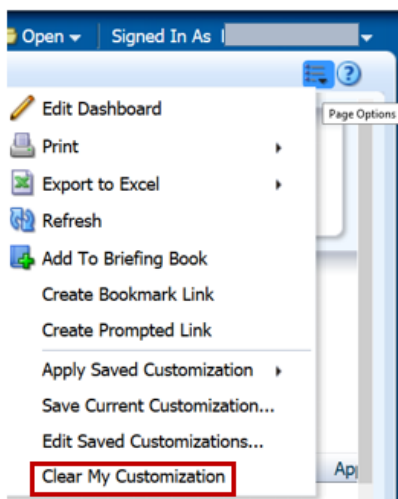 Open Signed In As
Page Options
Edit Dashboard
Print
Export to Excel
Refresh
Add To Briefing Book
Create Bookmark Link
Create Prompted Link
Apply Saved Customization
Save Current Customization...
Edit Saved Customizations...
Clear My Customization